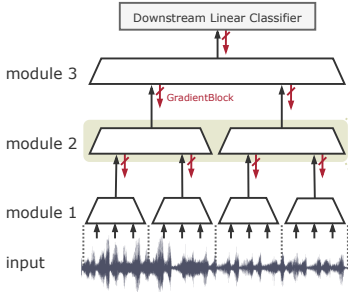 Downstream Linear Classifier
module 3
GradientBlock
module 2
module 1
input